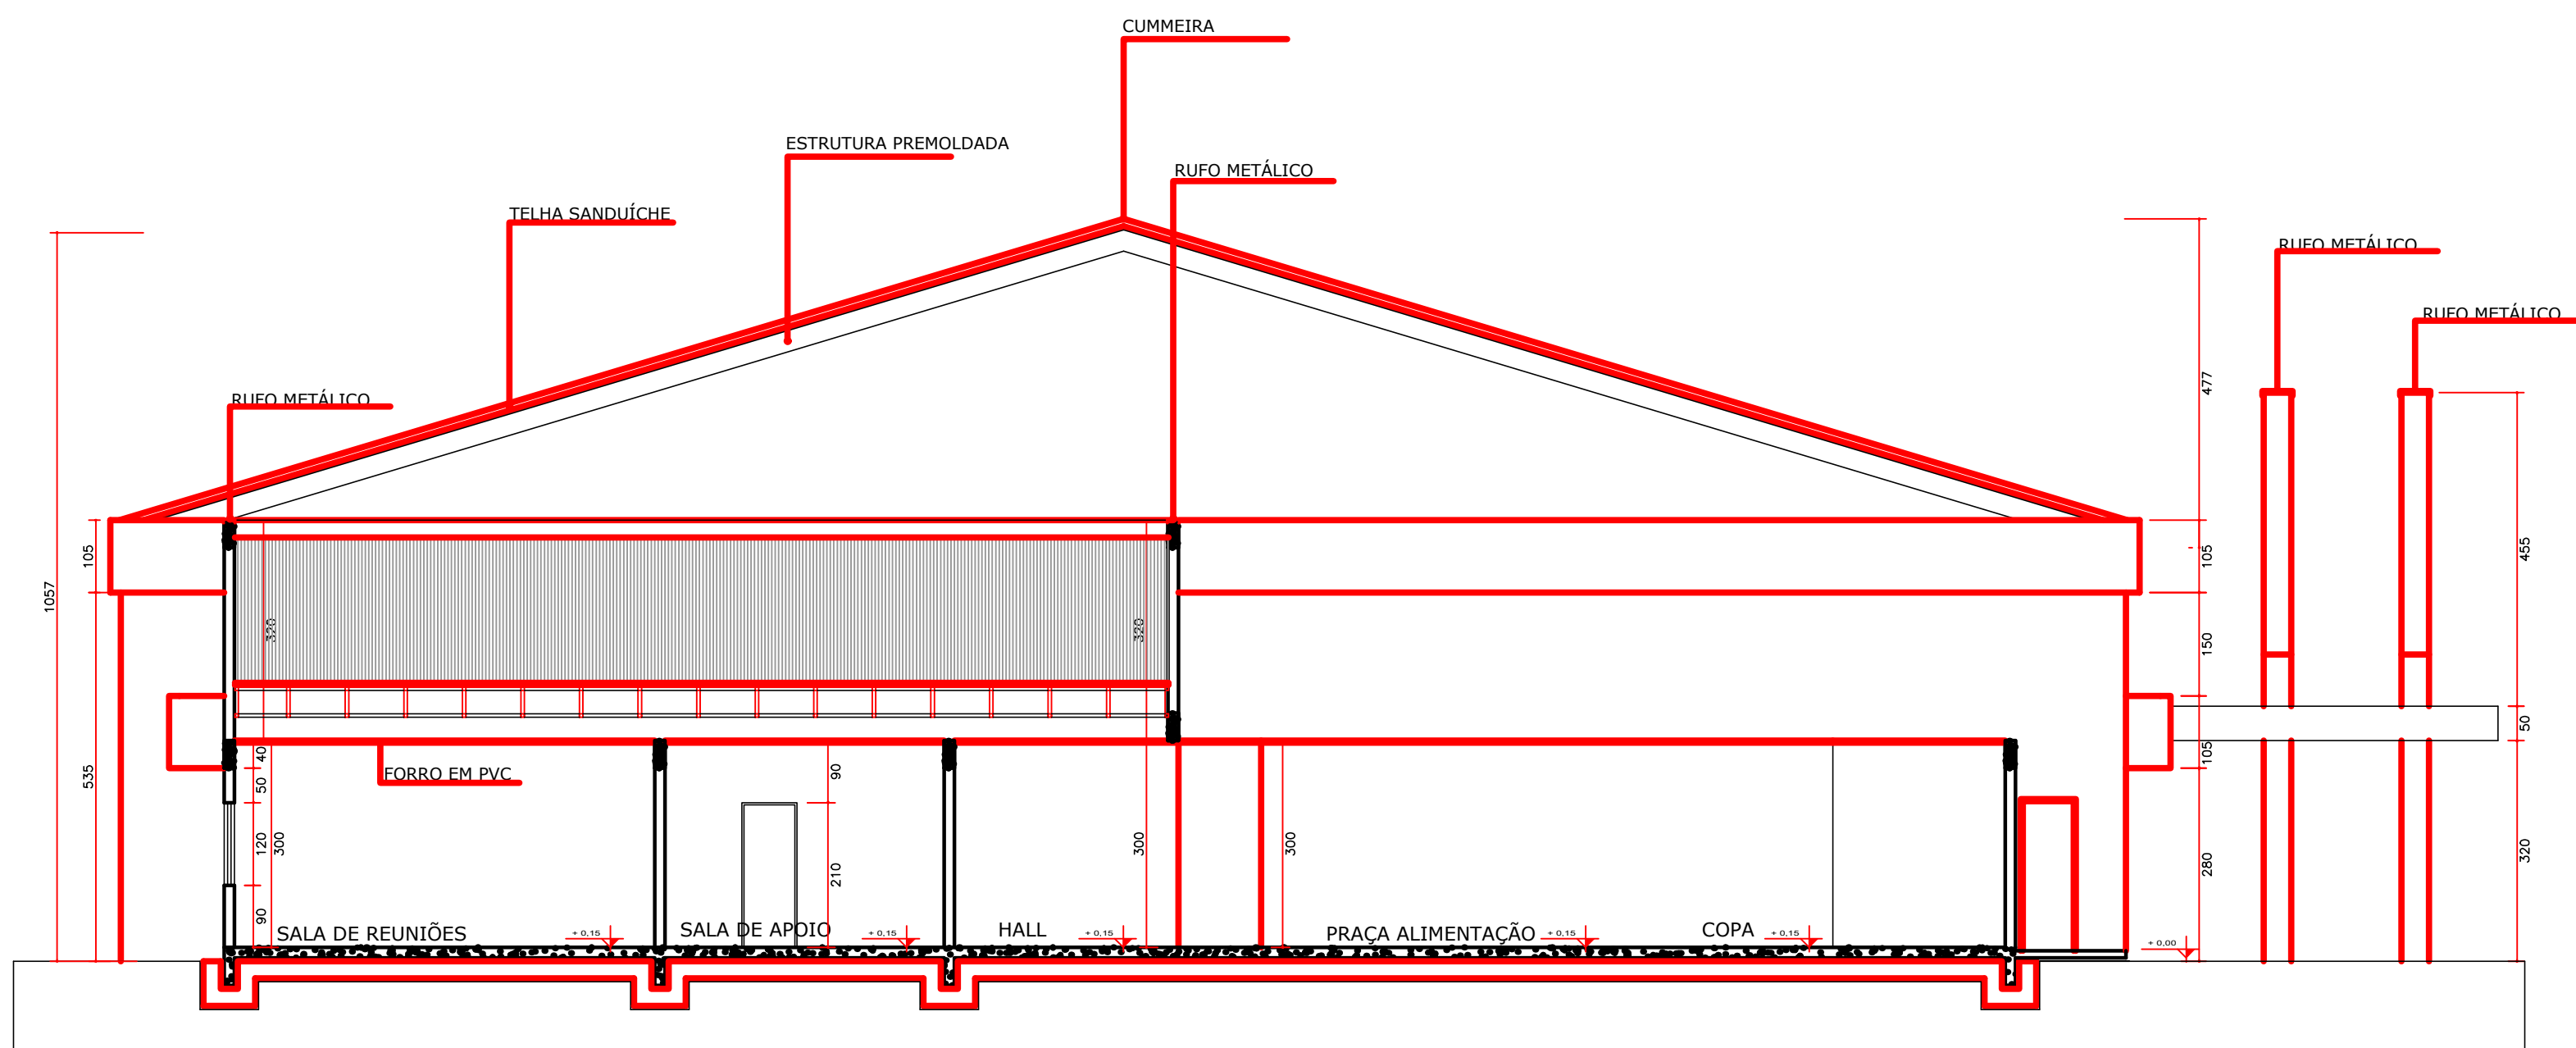 CUMMEIRA
ESTRUTURA PREMOLDADA
RUFO METÁLICO
TELHA SANDUÍCHE
RUFO METÁLICO
RUFO METÁLICO
RUFO METÁLICO
477
105
1057
105
455
320
320
150
50
105
40
90
FORRO EM PVC
50
535
120
300
300
300
320
280
210
90
SALA DE REUNIÕES
+ 0,15
SALA DE APOIO
+ 0,15
HALL
+ 0,15
PRAÇA ALIMENTAÇÃO
+ 0,15
COPA
+ 0,15
+ 0,00